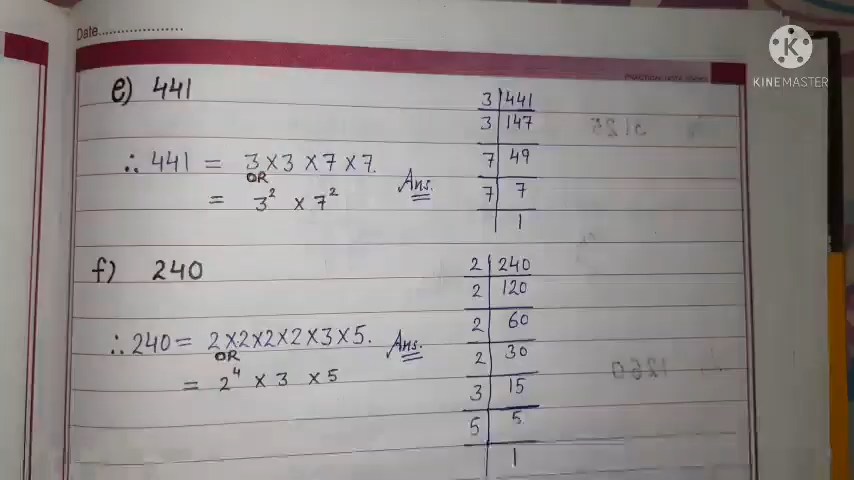 Date....................
KINEMASTER
e) 441
∴ 441 = 3 × 3 × 7 × 7.
OR
= 3² × 7²
Ans.
3 | 441
3 | 147
7 | 49
7 | 7
| 1
f) 240
∴ 240 = 2×2×2×2×3×5.
OR
= 2⁴ × 3 × 5
Ans.
2 | 240
2 | 120
2 | 60
2 | 30
3 | 15
5 | 5
| 1